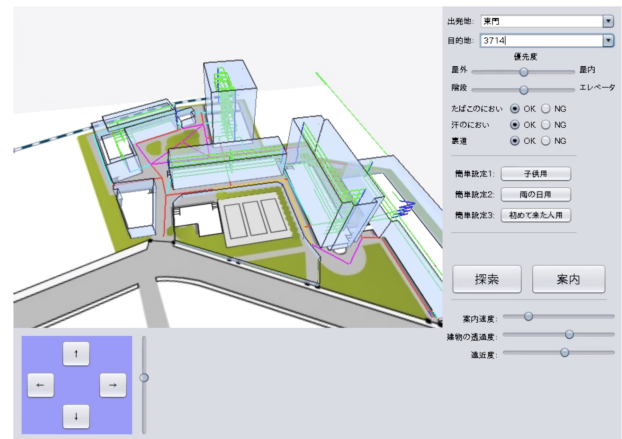 出発地: 東門
目的地: 3714
優先度
屋外 屋内
階段 エレベータ
たばこのにおい OK NG
汗のにおい OK NG
裏道 OK NG
簡単設定1: 子供用
簡単設定2: 雨の日用
簡単設定3: 初めて来た人用
探索 案内
案内速度:
建物の透過度:
遠近度:
↑
← →
↓